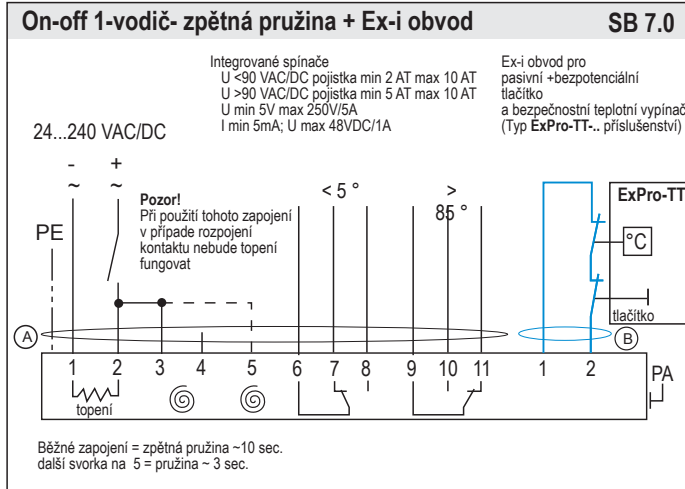 On-off 1-vodič- zpětná pružina + Ex-i obvod
SB 7.0
Integrované spínače
U <90 VAC/DC pojistka min 2 AT max 10 AT
U >90 VAC/DC pojistka min 5 AT max 10 AT
U min 5V max 250V/5A
I min 5mA; U max 48VDC/1A
Ex-i obvod pro
pasivní +bezpotenciální
tlačítko
a bezpečnostní teplotní vypínač
(Typ ExPro-TT-.. příslušenství)
24...240 VAC/DC
- +
~ ~
Pozor!
Při použití tohoto zapojení
v případe rozpojení
kontaktu nebude topení
fungovat
< 5 °
>
85 °
ExPro-TT
PE
°C
tlačítko
A
B
1 2 3 4 5 6 7 8 9 10 11 1 2
PA
topení
Běžné zapojení = zpětná pružina ~10 sec.
další svorka na 5 = pružina ~ 3 sec.